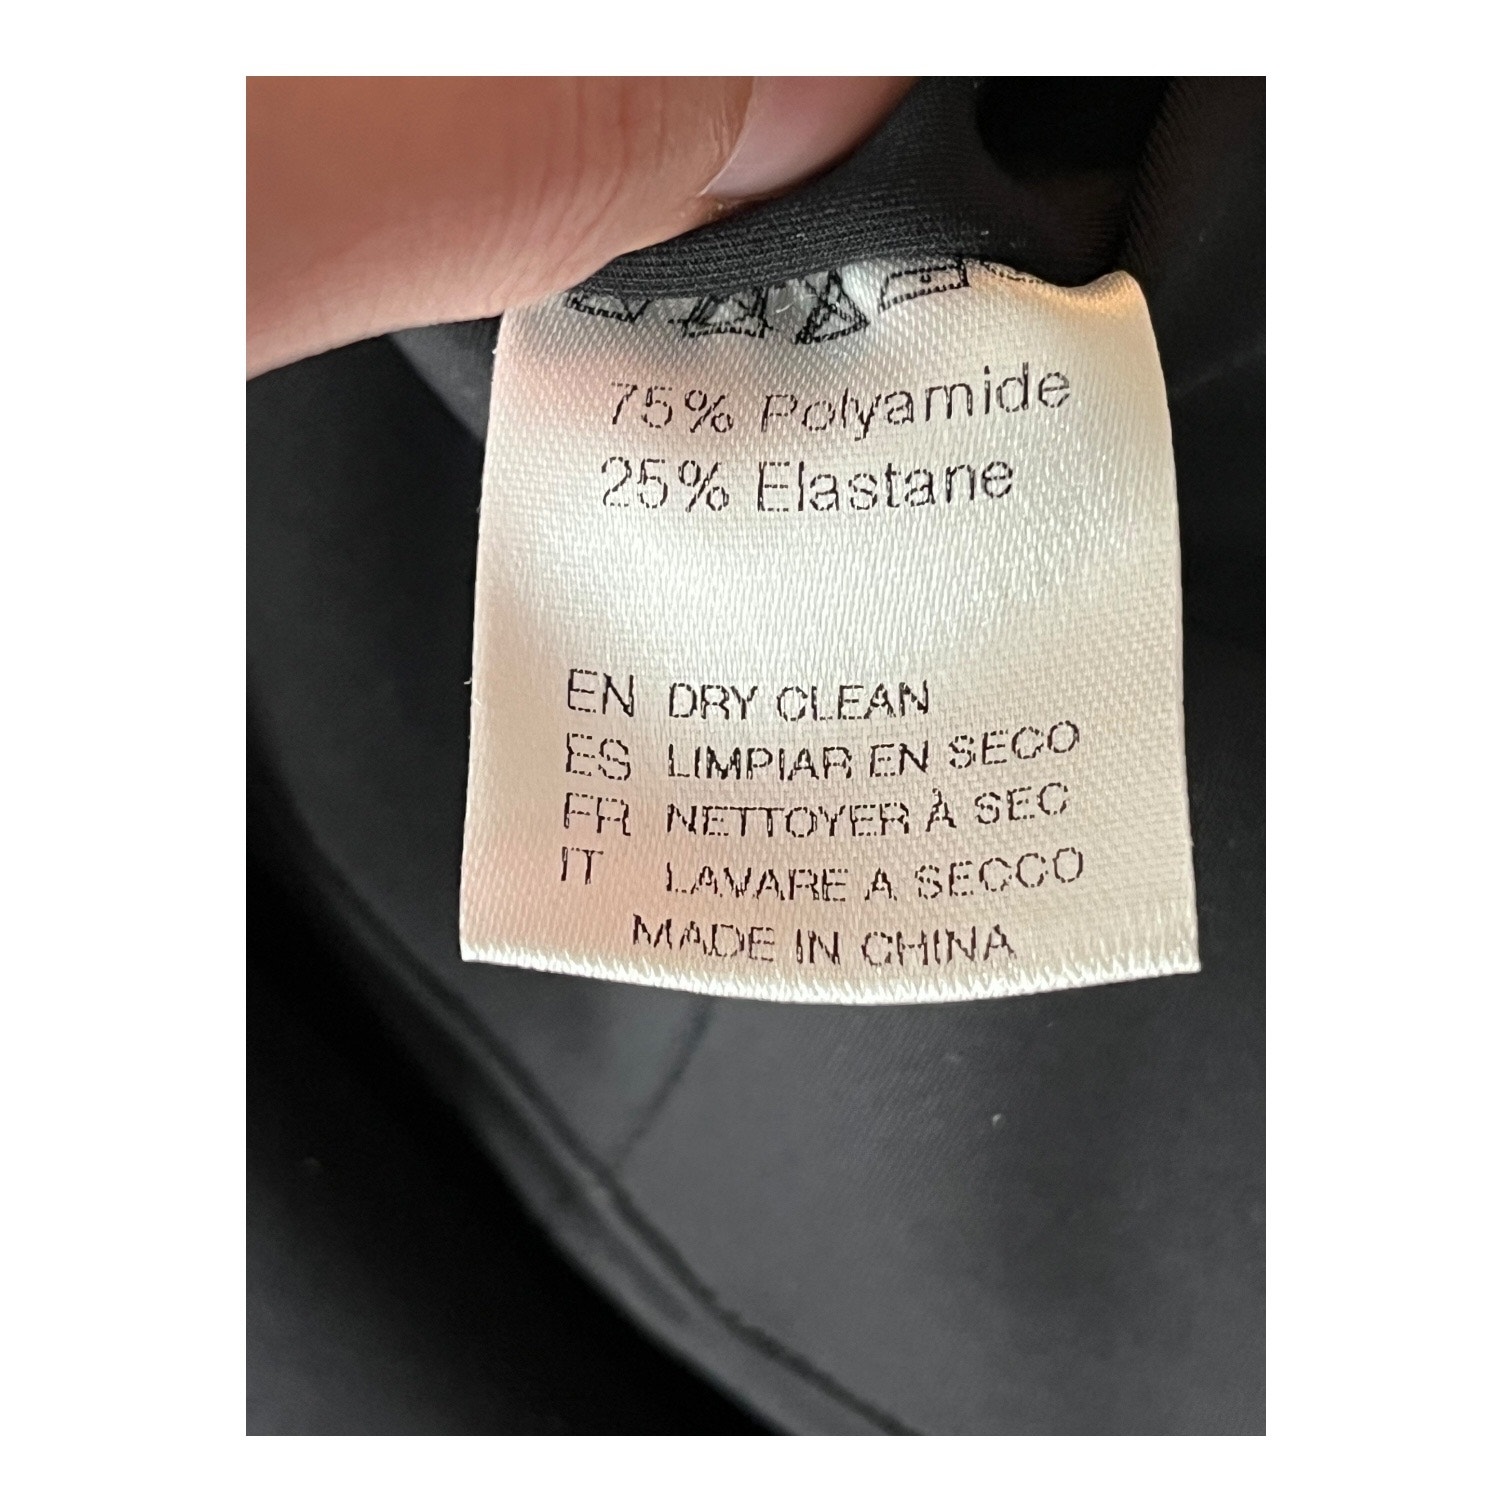 75% Polyamide
25% Elastane
EN DRY CLEAN
ES LIMPIAR EN SECO
FR NETTOYER À SEC
IT LAVARE A SECCO
MADE IN CHINA